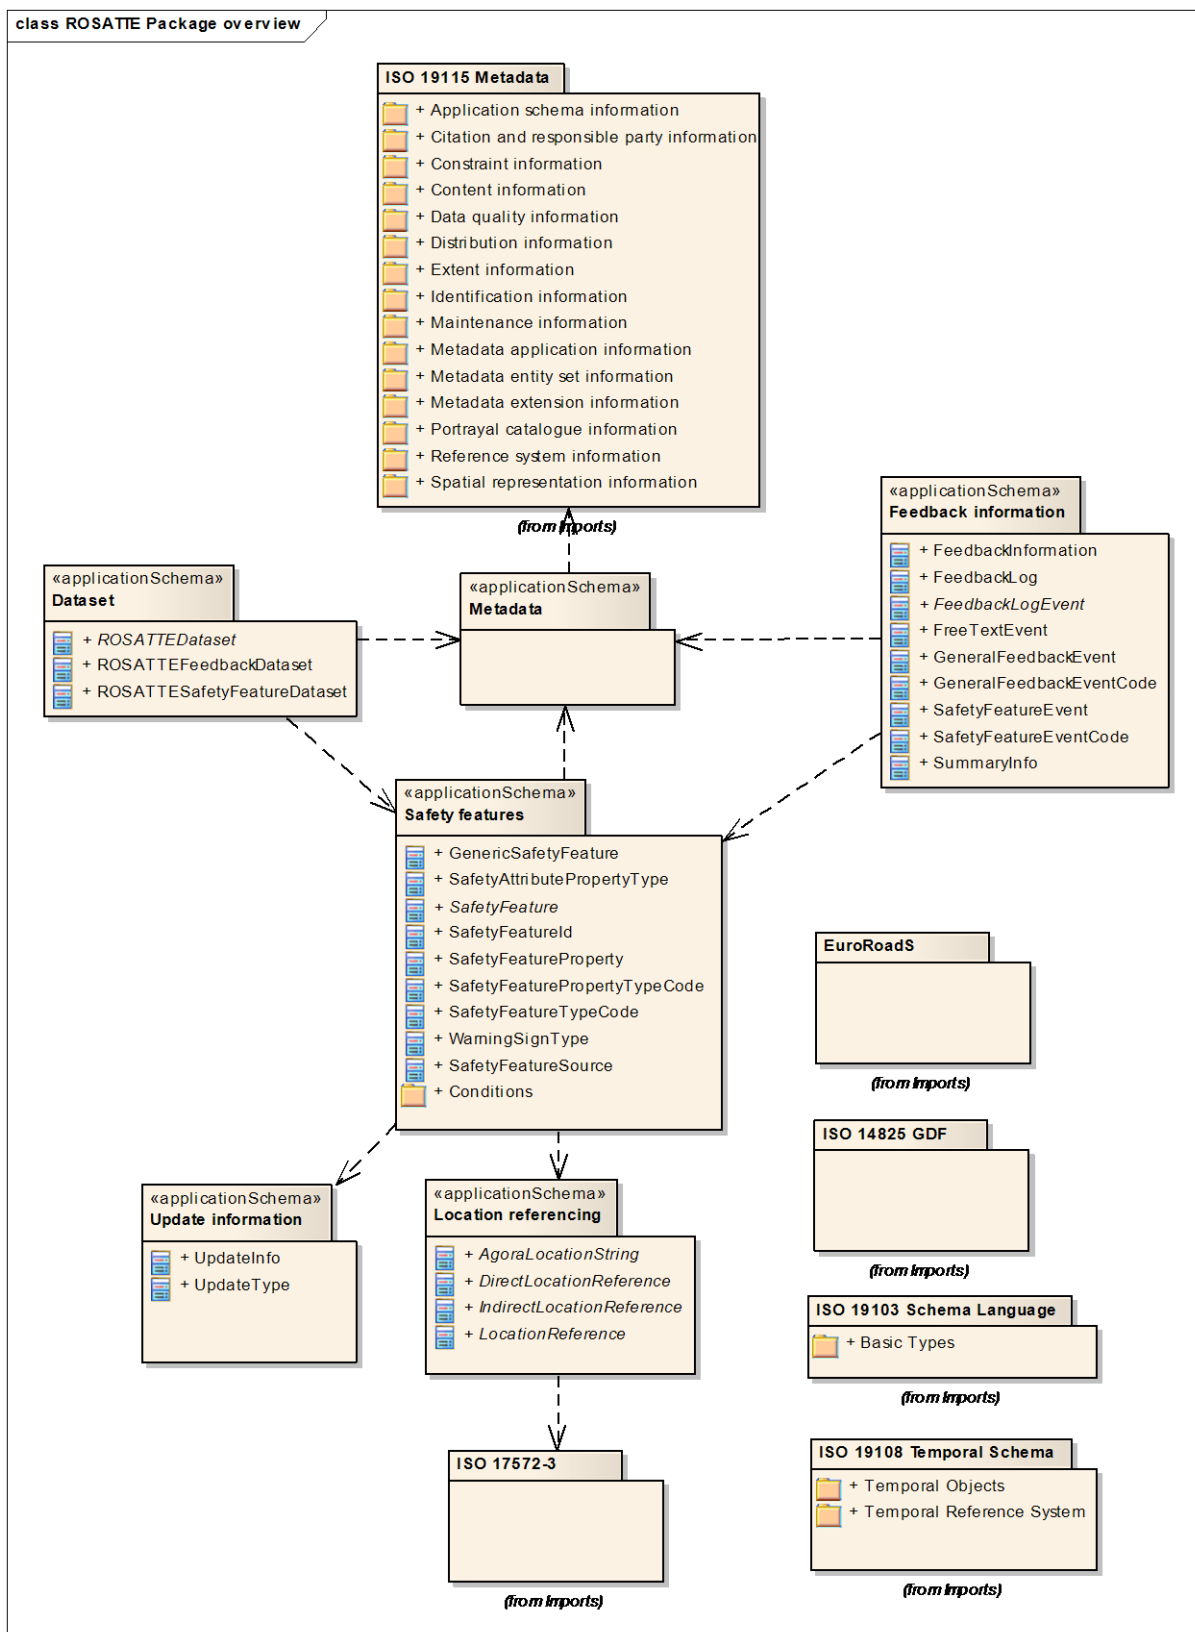 class ROSATTE Package overview
ISO 19115 Metadata
+ Application schema information
+ Citation and responsible party information
+ Constraint information
+ Content information
+ Data quality information
+ Distribution information
+ Extent information
+ Identification information
+ Maintenance information
+ Metadata application information
+ Metadata entity set information
+ Metadata extension information
+ Portrayal catalogue information
+ Reference system information
+ Spatial representation information
(from Imports)
«applicationSchema»
Feedback information
+ FeedbackInformation
+ FeedbackLog
+ FeedbackLogEvent
+ FreeTextEvent
+ GeneralFeedbackEvent
+ GeneralFeedbackEventCode
+ SafetyFeatureEvent
+ SafetyFeatureEventCode
+ SummaryInfo
«applicationSchema»
Dataset
+ ROSATTEDataset
+ ROSATTEFeedbackDataset
+ ROSATTESafetyFeatureDataset
«applicationSchema»
Metadata
«applicationSchema»
Safety features
+ GenericSafetyFeature
+ SafetyAttributePropertyType
+ SafetyFeature
+ SafetyFeatureId
+ SafetyFeatureProperty
+ SafetyFeaturePropertyTypeCode
+ SafetyFeatureTypeCode
+ WarningSignType
+ SafetyFeatureSource
+ Conditions
EuroRoadS
(from Imports)
ISO 14825 GDF
(from Imports)
«applicationSchema»
Update information
+ UpdateInfo
+ UpdateType
«applicationSchema»
Location referencing
+ AgoraLocationString
+ DirectLocationReference
+ IndirectLocationReference
+ LocationReference
ISO 19103 Schema Language
+ Basic Types
(from Imports)
ISO 17572-3
(from Imports)
ISO 19108 Temporal Schema
+ Temporal Objects
+ Temporal Reference System
(from Imports)